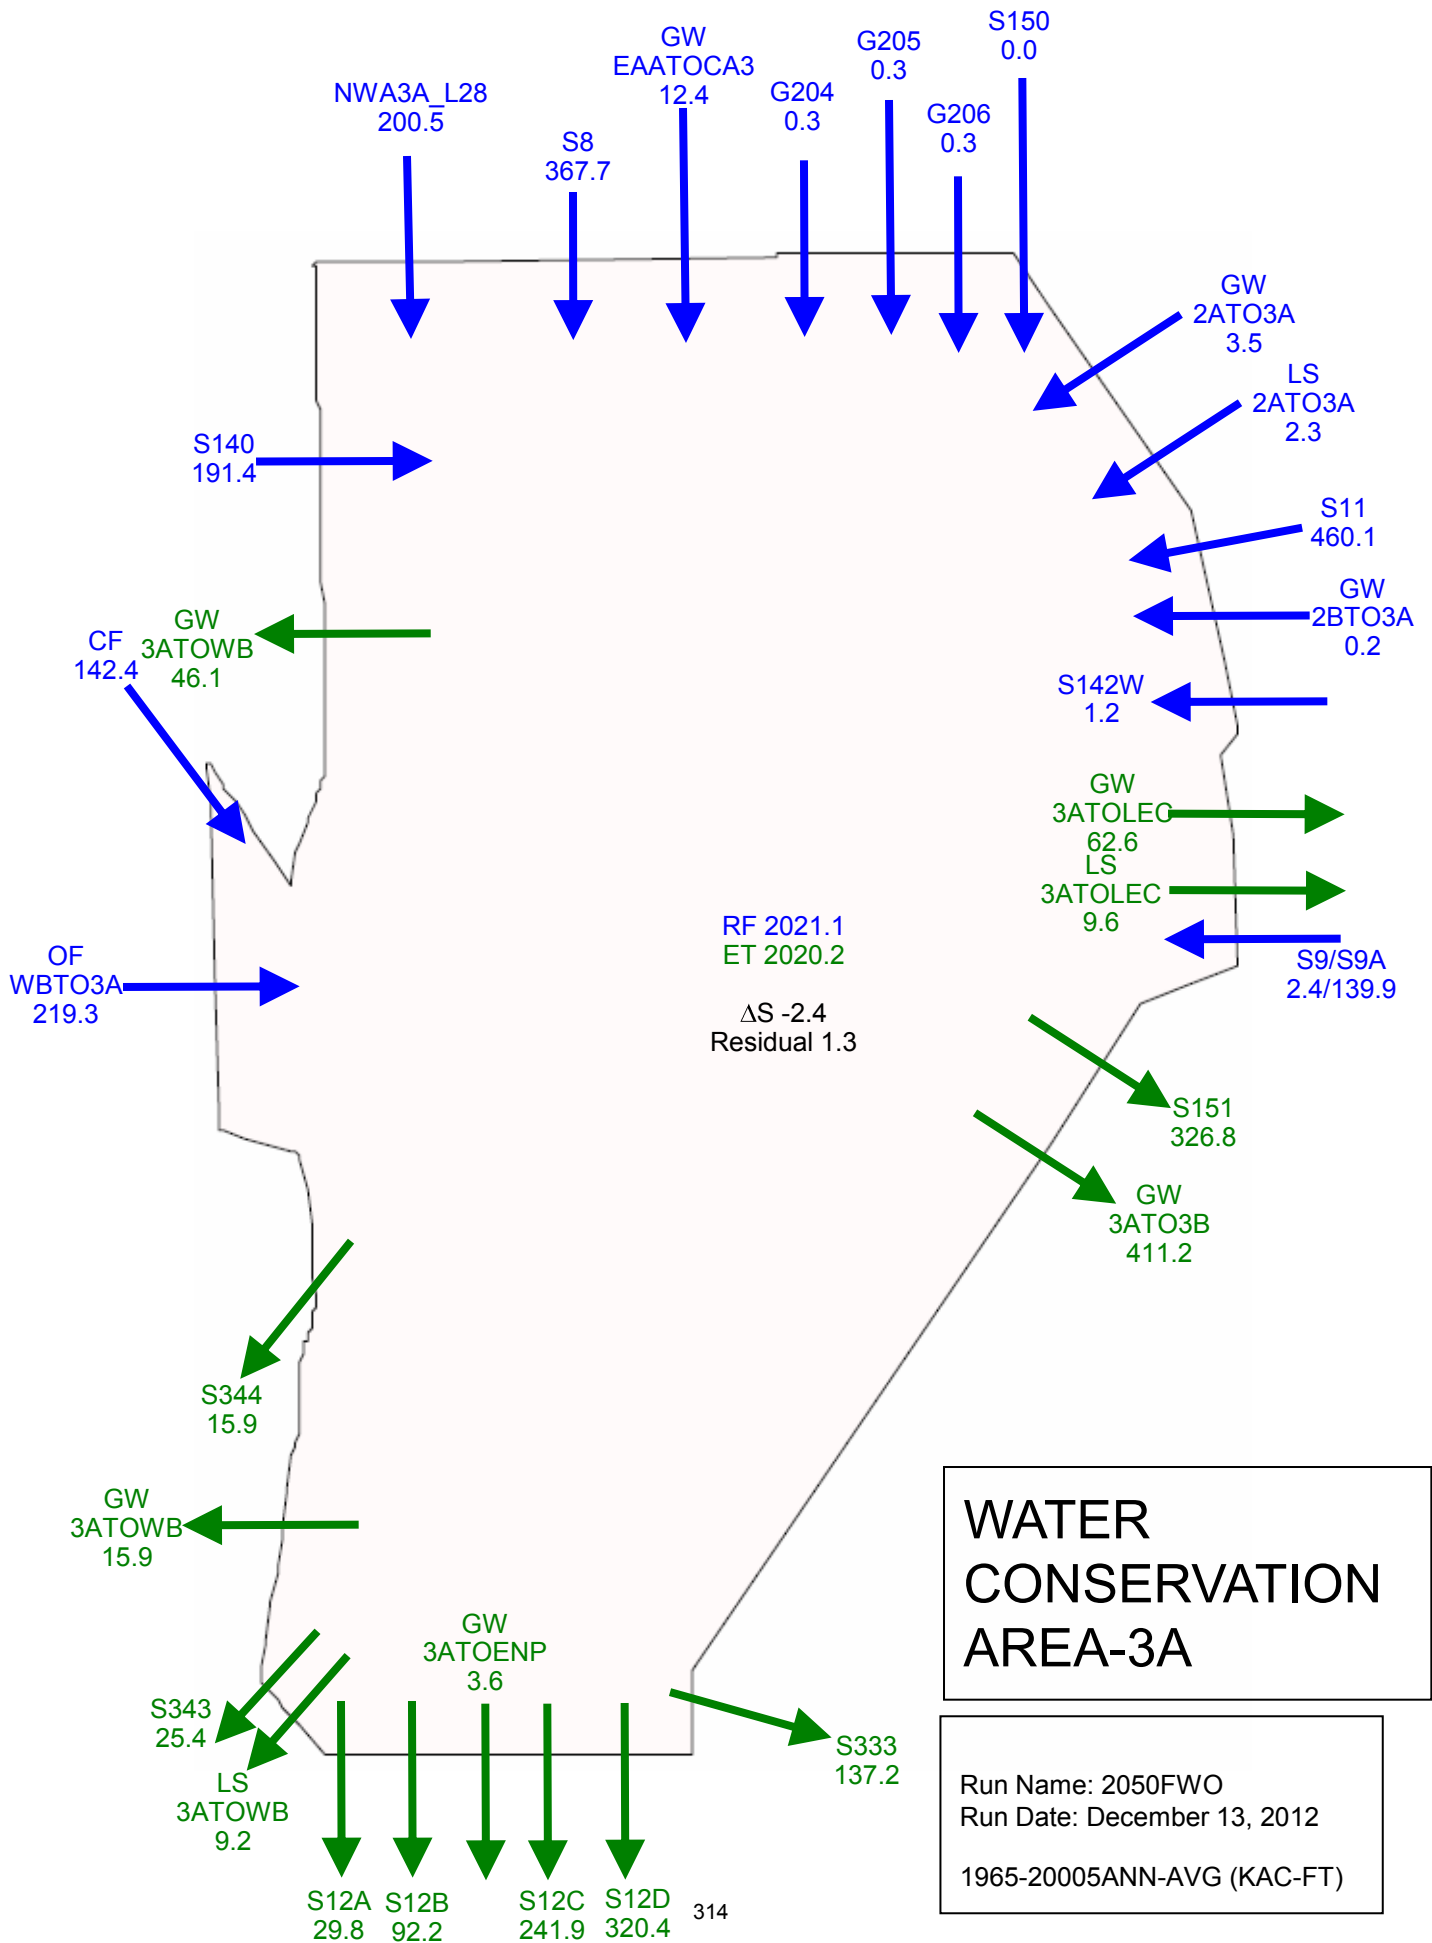 S150
0.0
GW
EAATOCA3
12.4
G205
0.3
NWA3A_L28
200.5
G204
0.3
G206
0.3
S8
367.7
GW
2ATO3A
3.5
LS
2ATO3A
2.3
S140
191.4
S11
460.1
GW
2BTO3A
0.2
GW
3ATOWB
46.1
CF
142.4
S142W
1.2
GW
3ATOLEC
62.6
LS
3ATOLEC
9.6
RF 2021.1
ET 2020.2
OF
WBTO3A
219.3
S9/S9A
2.4/139.9
ΔS -2.4
Residual 1.3
S151
326.8
GW
3ATO3B
411.2
S344
15.9
GW
3ATOWB
15.9
WATER
CONSERVATION
AREA-3A
GW
3ATOENP
3.6
S343
25.4
LS
3ATOWB
9.2
S333
137.2
Run Name: 2050FWO
Run Date: December 13, 2012
1965-20005ANN-AVG (KAC-FT)
S12A
29.8
S12B
92.2
S12C
241.9
S12D
320.4
314